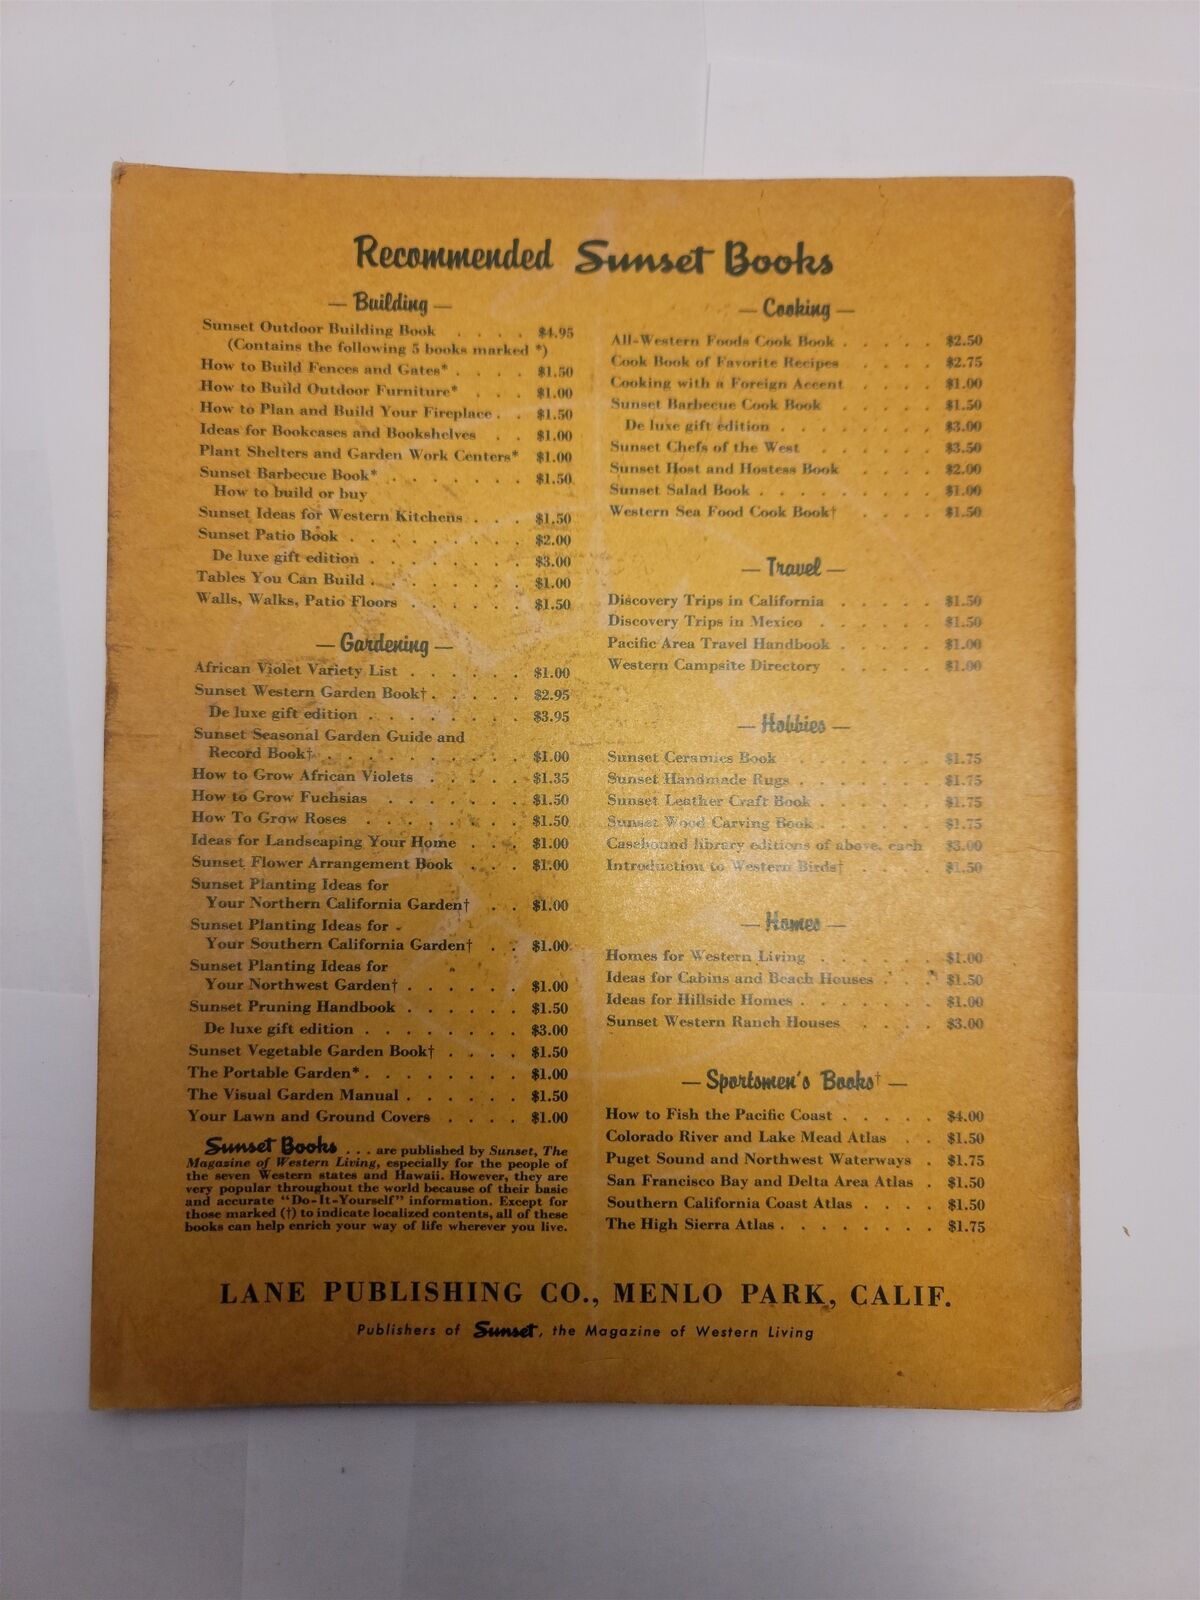 Recommended Sunset Books
— Building —
Sunset Outdoor Building Book . . . . $4.95
(Contains the following 5 books marked *)
How to Build Fences and Gates* . . . . $1.50
How to Build Outdoor Furniture* . . . $1.00
How to Plan and Build Your Fireplace . . $1.50
Ideas for Bookcases and Bookshelves . . $1.00
Plant Shelters and Garden Work Centers* $1.00
Sunset Barbecue Book* . . . . . . . $1.50
How to build or buy
Sunset Ideas for Western Kitchens . . . $1.50
Sunset Patio Book . . . . . . . . . $2.00
De luxe gift edition . . . . . . . . $3.00
Tables You Can Build . . . . . . . . $1.00
Walls, Walks, Patio Floors . . . . . . $1.50
— Gardening —
African Violet Variety List . . . . . . $1.00
Sunset Western Garden Book† . . . . . $2.95
De luxe gift edition . . . . . . . . $3.95
Sunset Seasonal Garden Guide and
Record Book† . . . . . . . . . . $1.00
How to Grow African Violets . . . . . $1.35
How to Grow Fuchsias . . . . . . . $1.50
How To Grow Roses . . . . . . . . $1.50
Ideas for Landscaping Your Home . . . $1.00
Sunset Flower Arrangement Book . . . $1.00
Sunset Planting Ideas for
Your Northern California Garden† . . $1.00
Sunset Planting Ideas for
Your Southern California Garden† . . $1.00
Sunset Planting Ideas for
Your Northwest Garden† . . . . . . $1.00
Sunset Pruning Handbook . . . . . . $1.50
De luxe gift edition . . . . . . . . $3.00
Sunset Vegetable Garden Book† . . . . $1.50
The Portable Garden* . . . . . . . . $1.00
The Visual Garden Manual . . . . . . $1.50
Your Lawn and Ground Covers . . . . $1.00
Sunset Books . . . are published by Sunset, The
Magazine of Western Living, especially for the people of
the seven Western states and Hawaii. However, they are
very popular throughout the world because of their basic
and accurate “Do-It-Yourself” information. Except for
those marked (†) to indicate localized contents, all of these
books can help enrich your way of life wherever you live.
— Cooking —
All-Western Foods Cook Book . . . . . $2.50
Cook Book of Favorite Recipes . . . . $2.75
Cooking with a Foreign Accent . . . . $1.00
Sunset Barbecue Cook Book . . . . . $1.50
De luxe gift edition . . . . . . . . $3.00
Sunset Chefs of the West . . . . . . $3.50
Sunset Host and Hostess Book . . . . $2.00
Sunset Salad Book . . . . . . . . . $1.00
Western Sea Food Cook Book† . . . . $1.50
— Travel —
Discovery Trips in California . . . . . $1.50
Discovery Trips in Mexico . . . . . . $1.50
Pacific Area Travel Handbook . . . . . $1.00
Western Campsite Directory . . . . . $1.00
— Hobbies —
Sunset Ceramics Book . . . . . . . $1.75
Sunset Handmade Rugs . . . . . . . $1.75
Sunset Leather Craft Book . . . . . . $1.75
Sunset Wood Carving Book . . . . . . $1.75
Casebound library editions of above, each $3.00
Introduction to Western Birds† . . . . $1.50
— Homes —
Homes for Western Living . . . . . . $1.00
Ideas for Cabins and Beach Houses . . . $1.50
Ideas for Hillside Homes . . . . . . . $1.00
Sunset Western Ranch Houses . . . . $3.00
— Sportsmen's Books† —
How to Fish the Pacific Coast . . . . . $4.00
Colorado River and Lake Mead Atlas . . $1.50
Puget Sound and Northwest Waterways . $1.75
San Francisco Bay and Delta Area Atlas . $1.50
Southern California Coast Atlas . . . . $1.50
The High Sierra Atlas . . . . . . . . $1.75
LANE PUBLISHING CO., MENLO PARK, CALIF.
Publishers of Sunset, the Magazine of Western Living